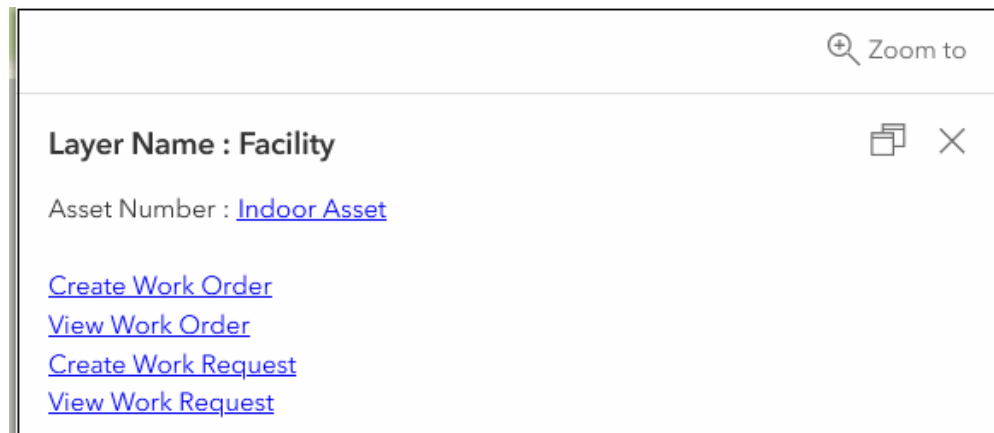 Zoom to
Layer Name : Facility
Asset Number : Indoor Asset
Create Work Order
View Work Order
Create Work Request
View Work Request